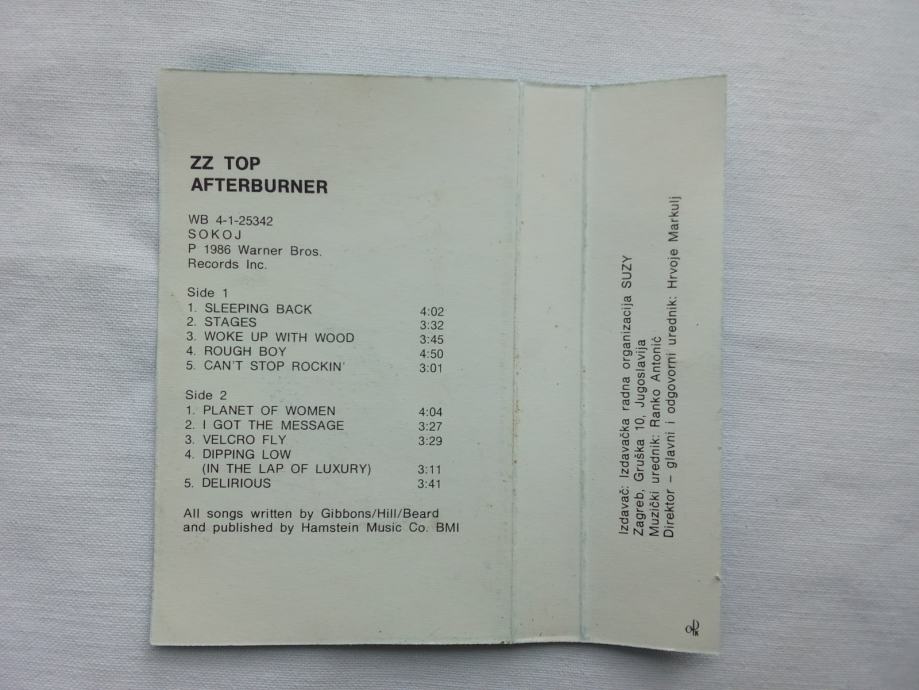 ZZ TOP
AFTERBURNER
WB 4-1-25342
SOKOJ
P 1986 Warner Bros.
Records Inc.
Side 1
1. SLEEPING BACK 4:02
2. STAGES 3:32
3. WOKE UP WITH WOOD 3:45
4. ROUGH BOY 4:50
5. CAN'T STOP ROCKIN' 3:01
Side 2
1. PLANET OF WOMEN 4:04
2. I GOT THE MESSAGE 3:27
3. VELCRO FLY 3:29
4. DIPPING LOW
(IN THE LAP OF LUXURY) 3:11
5. DELIRIOUS 3:41
All songs written by Gibbons/Hill/Beard
and published by Hamstein Music Co. BMI
Izdavač: Izdavačka radna organizacija SUZY
Zagreb, Gruška 10, Jugoslavija
Muzički urednik: Ranko Antonić
Direktor – glavni i odgovorni urednik: Hrvoje Markulj